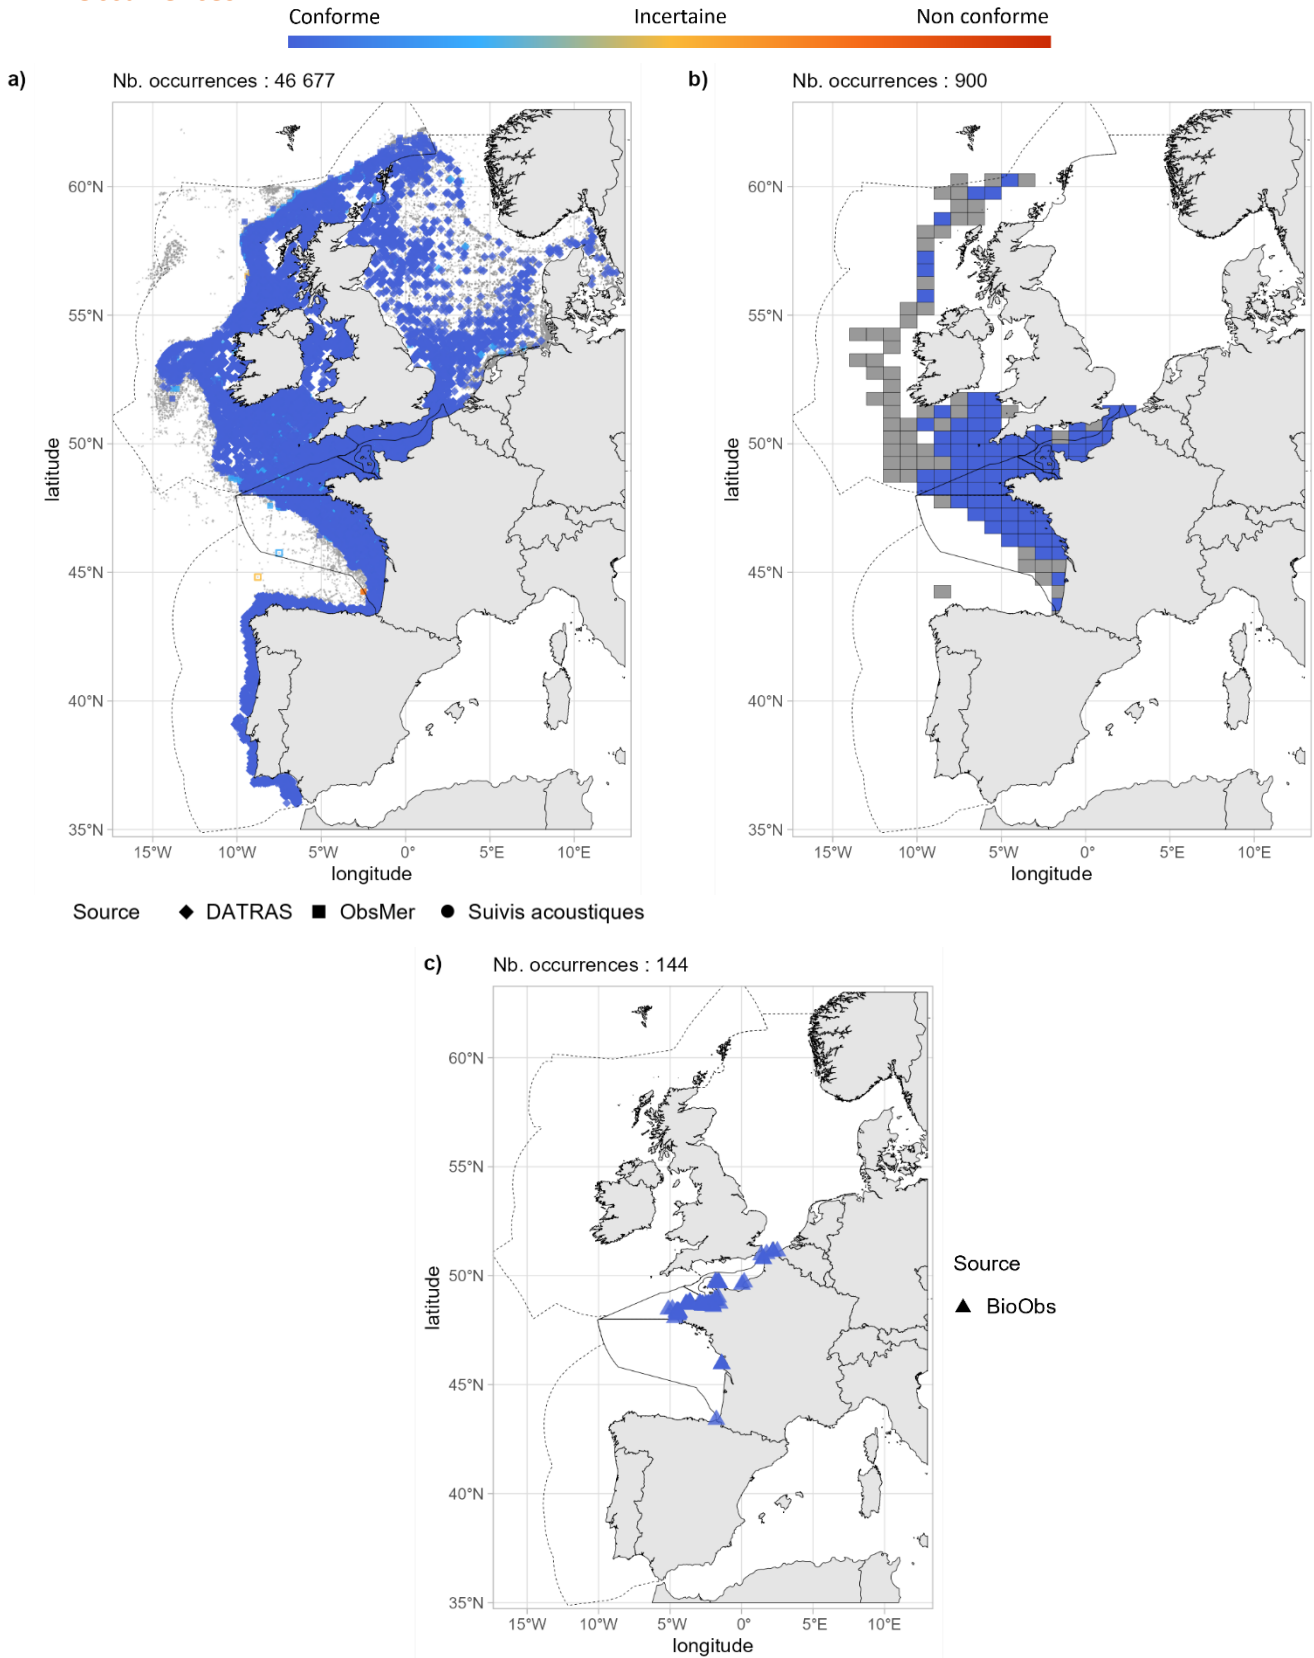 Conforme Incertaine Non conforme
a) Nb. occurrences : 46 677
60°N
55°N
50°N
45°N
40°N
35°N
latitude
15°W 10°W 5°W 0° 5°E 10°E
longitude
Source DATRAS ObsMer Suivis acoustiques
b) Nb. occurrences : 900
60°N
55°N
50°N
45°N
40°N
35°N
latitude
15°W 10°W 5°W 0° 5°E 10°E
longitude
c) Nb. occurrences : 144
60°N
55°N
50°N
45°N
40°N
35°N
latitude
15°W 10°W 5°W 0° 5°E 10°E
longitude
Source
BioObs